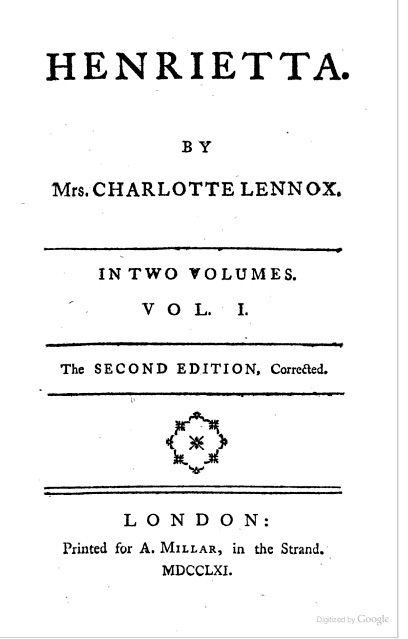 HENRIETTA.
BY
Mrs. CHARLOTTE LENNOX.
IN TWO VOLUMES.
VOL. I.
The SECOND EDITION, Corrected.
LONDON:
Printed for A. MILLAR, in the Strand.
MDCCLXI.
Digitized by Google